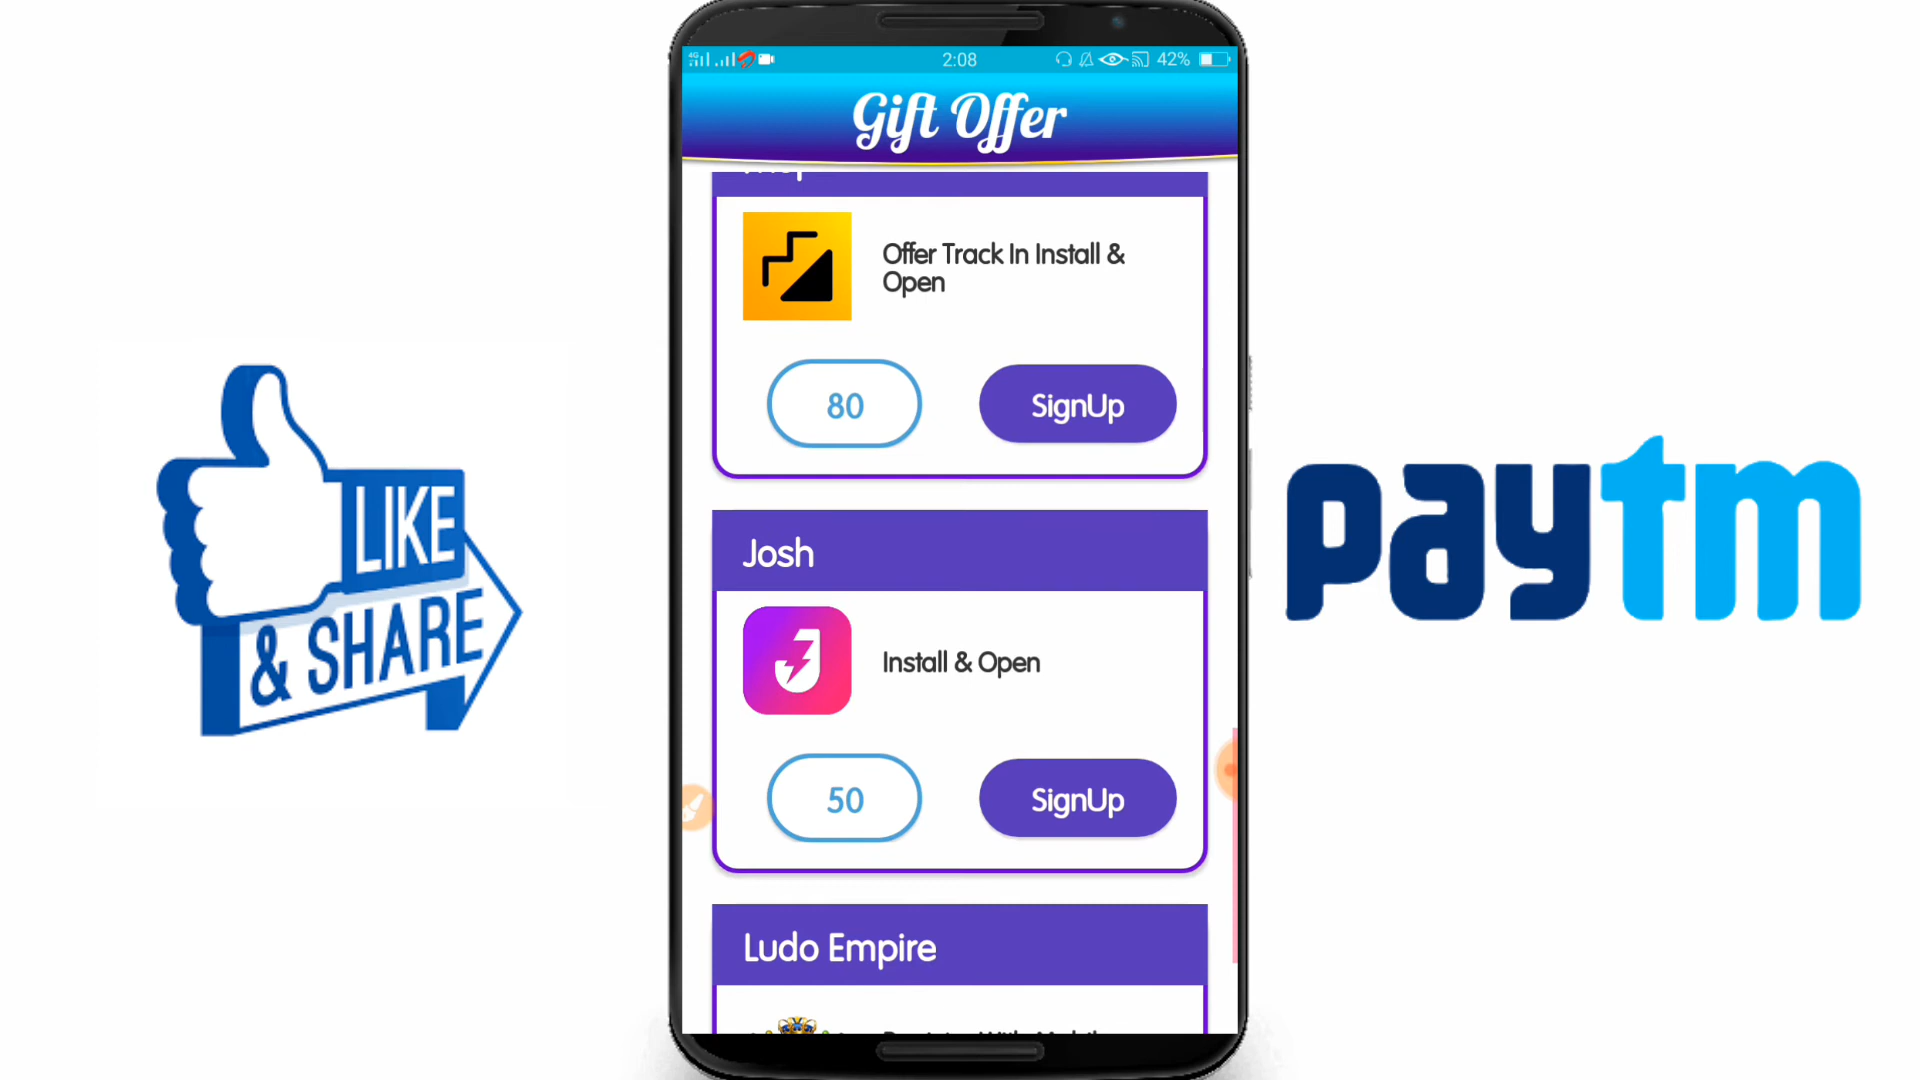 4G
2:08
42%
Gift Offer
Offer Track In Install &
Open
80
SignUp
Josh
Install & Open
50
SignUp
Ludo Empire
LIKE
& SHARE
paytm